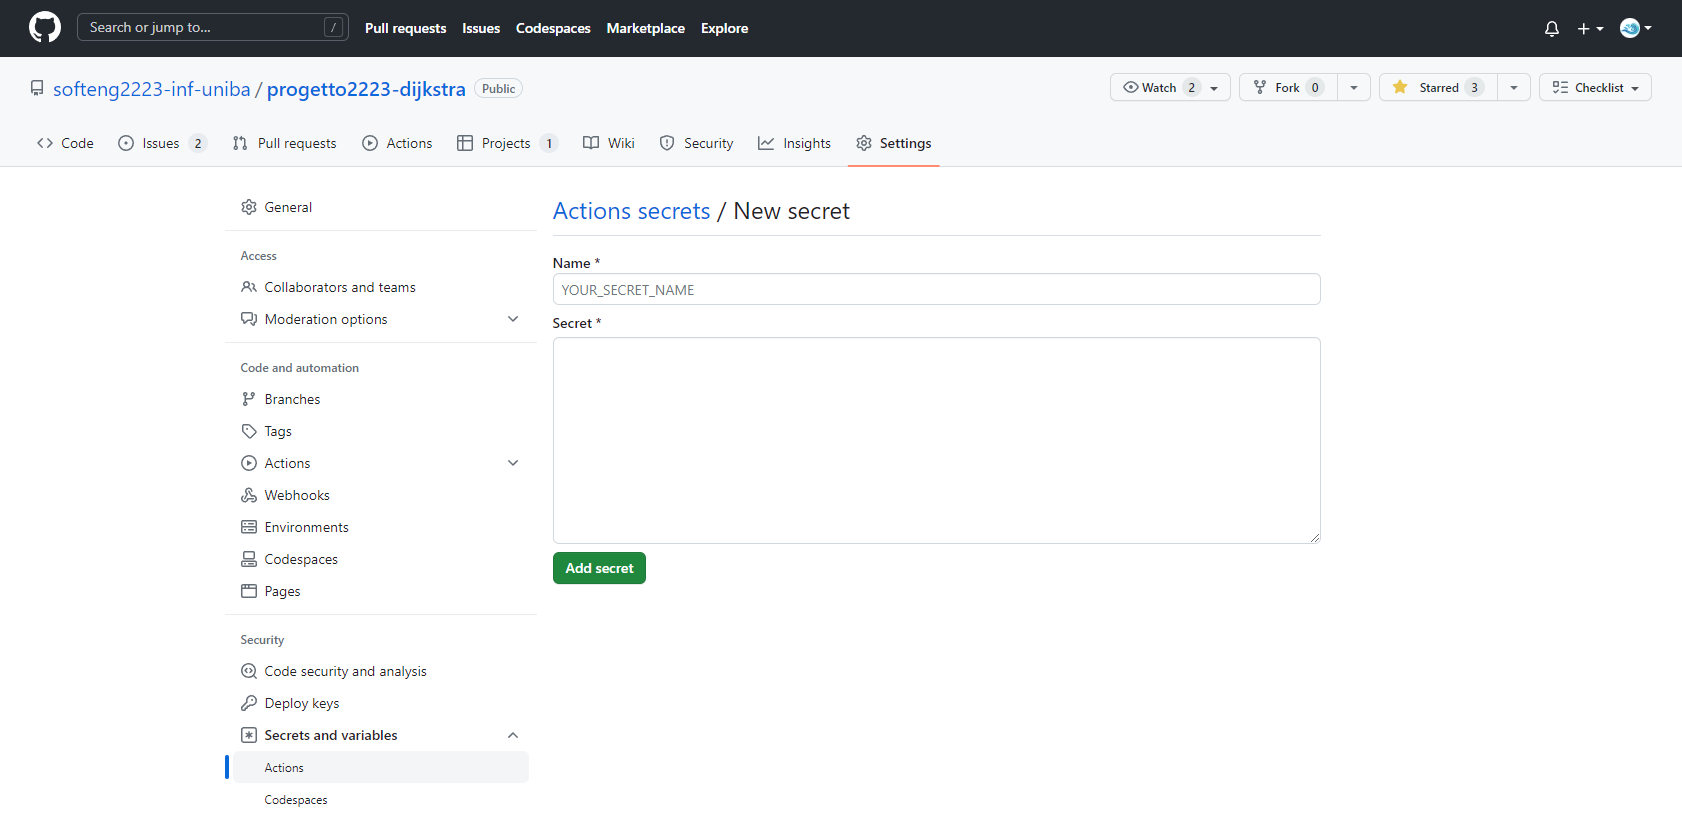 Search or jump to... /
Pull requests Issues Codespaces Marketplace Explore
softeng2223-inf-uniba / progetto2223-dijkstra Public
Watch 2 Fork 0 Starred 3 Checklist
Code Issues 2 Pull requests Actions Projects 1 Wiki Security Insights Settings
General
Access
Collaborators and teams
Moderation options
Code and automation
Branches
Tags
Actions
Webhooks
Environments
Codespaces
Pages
Security
Code security and analysis
Deploy keys
Secrets and variables
Actions
Codespaces
Actions secrets / New secret
Name *
YOUR_SECRET_NAME
Secret *
Add secret